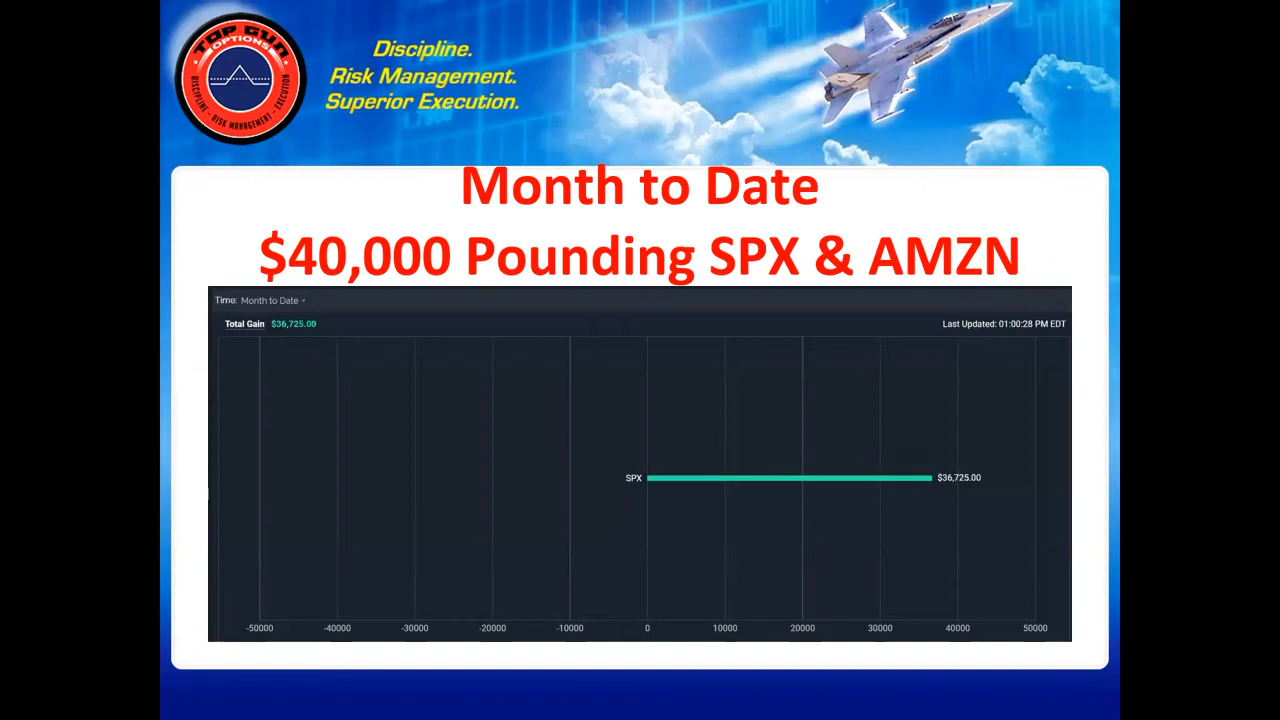 TOP GUN
OPTIONS
DISCIPLINE - RISK MANAGEMENT - EXECUTION
Discipline.
Risk Management.
Superior Execution.
Month to Date
$40,000 Pounding SPX & AMZN
Time: Month to Date
Total Gain $36,725.00
Last Updated: 01:00:28 PM EDT
SPX $36,725.00
-50000 -40000 -30000 -20000 -10000 0 10000 20000 30000 40000 50000